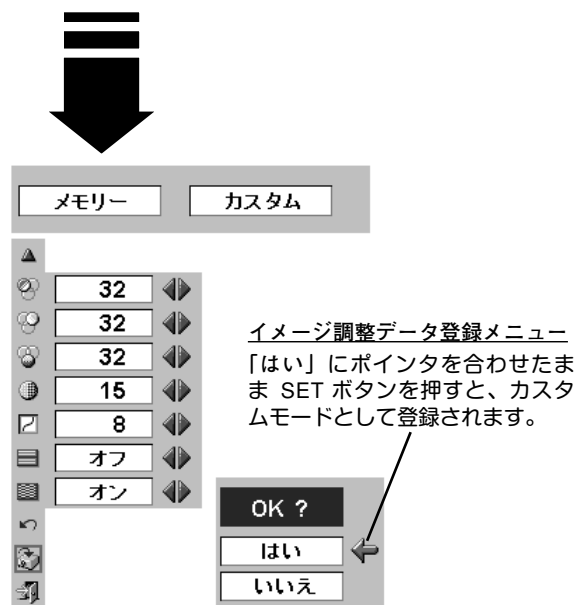 メモリー カスタム
32
32
32
15
8
オフ
オン
イメージ調整データ登録メニュー
「はい」にポインタを合わせたま
ま SET ボタンを押すと、カスタ
ムモードとして登録されます。
OK ?
はい
いいえ